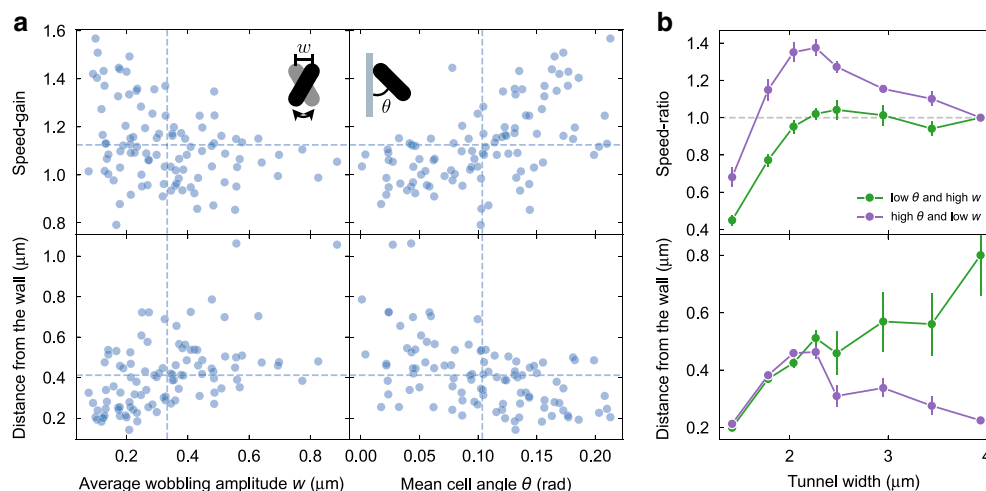 a
b
1.6
1.4
1.2
1.0
0.8
Speed-gain
w
θ
1.4
1.2
1.0
0.8
0.6
0.4
Speed-ratio
low θ and high w
high θ and low w
1.0
0.8
0.6
0.4
0.2
Distance from the wall (μm)
0.8
0.6
0.4
0.2
Distance from the wall (μm)
0.2 0.4 0.6 0.8 0.00 0.05 0.10 0.15 0.20
2 3 4
Average wobbling amplitude w (μm)
Mean cell angle θ (rad)
Tunnel width (μm)